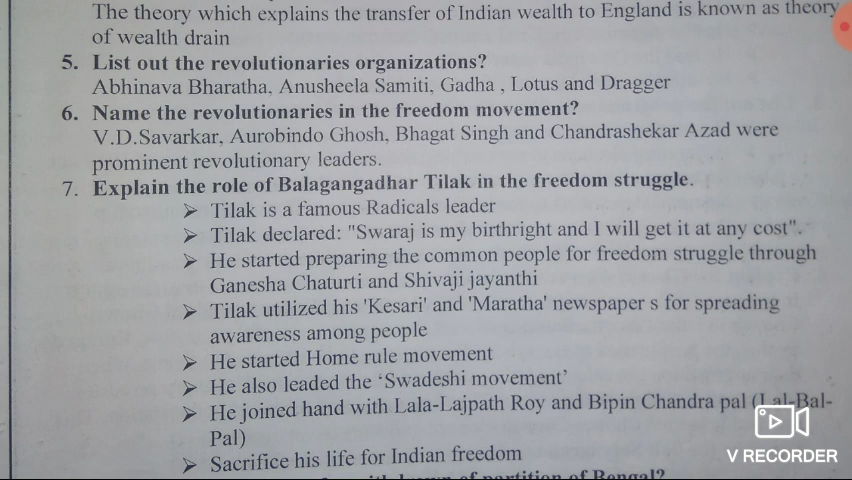 The theory which explains the transfer of Indian wealth to England is known as theory
of wealth drain
5. List out the revolutionaries organizations?
Abhinava Bharatha, Anusheela Samiti, Gadha , Lotus and Dragger
6. Name the revolutionaries in the freedom movement?
V.D.Savarkar, Aurobindo Ghosh, Bhagat Singh and Chandrashekar Azad were
prominent revolutionary leaders.
7. Explain the role of Balagangadhar Tilak in the freedom struggle.
➢ Tilak is a famous Radicals leader
➢ Tilak declared: "Swaraj is my birthright and I will get it at any cost".
➢ He started preparing the common people for freedom struggle through
Ganesha Chaturti and Shivaji jayanthi
➢ Tilak utilized his 'Kesari' and 'Maratha' newspaper s for spreading
awareness among people
➢ He started Home rule movement
➢ He also leaded the ‘Swadeshi movement’
➢ He joined hand with Lala-Lajpath Roy and Bipin Chandra pal (Lal-Bal-
Pal)
➢ Sacrifice his life for Indian freedom
of partition of Bengal?
V RECORDER